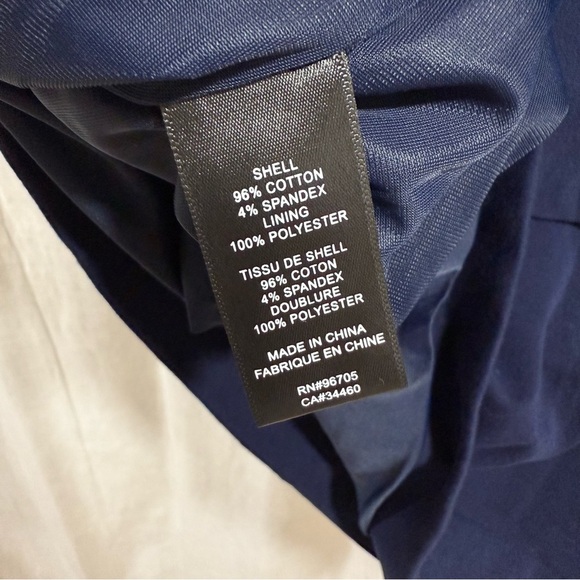 SHELL
96% COTTON
4% SPANDEX
LINING
100% POLYESTER
TISSU DE SHELL
96% COTON
4% SPANDEX
DOUBLURE
100% POLYESTER
MADE IN CHINA
FABRIQUE EN CHINE
RN#96705
CA#34460